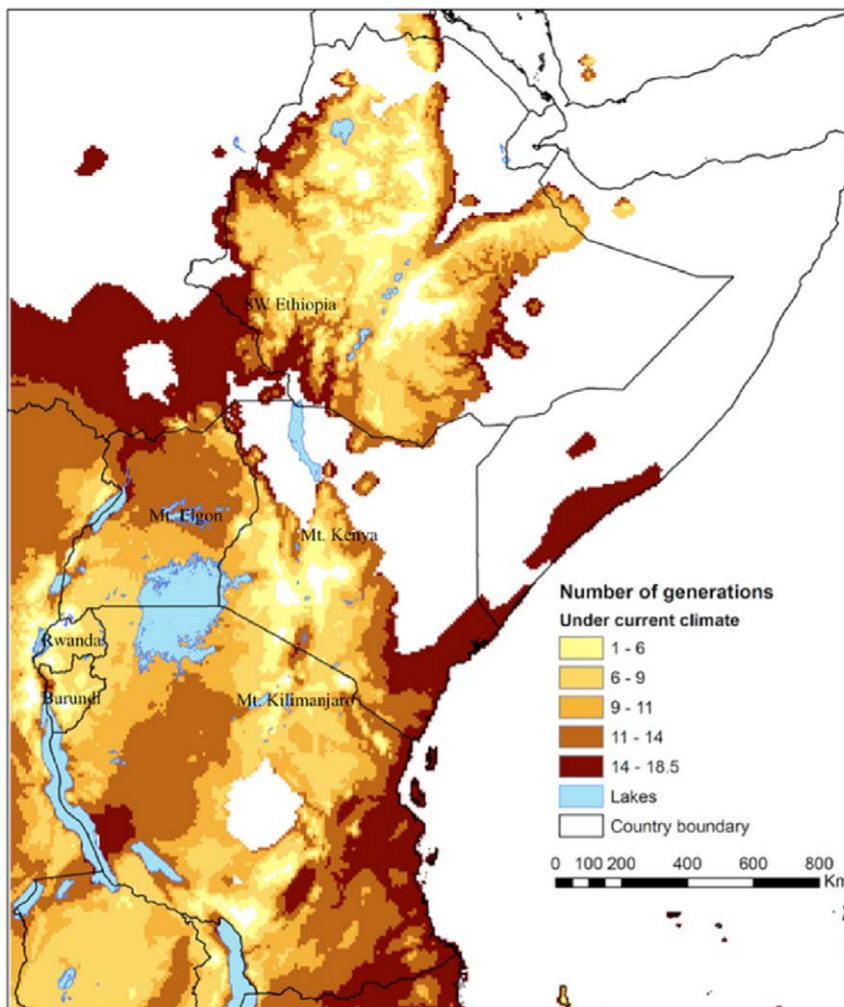 SW Ethiopia
Mt. Elgon
Mt. Kenya
Rwanda
Burundi
Mt. Kilimanjaro
Number of generations
Under current climate
1 - 6
6 - 9
9 - 11
11 - 14
14 - 18.5
Lakes
Country boundary
0 100 200 400 600 800
Km